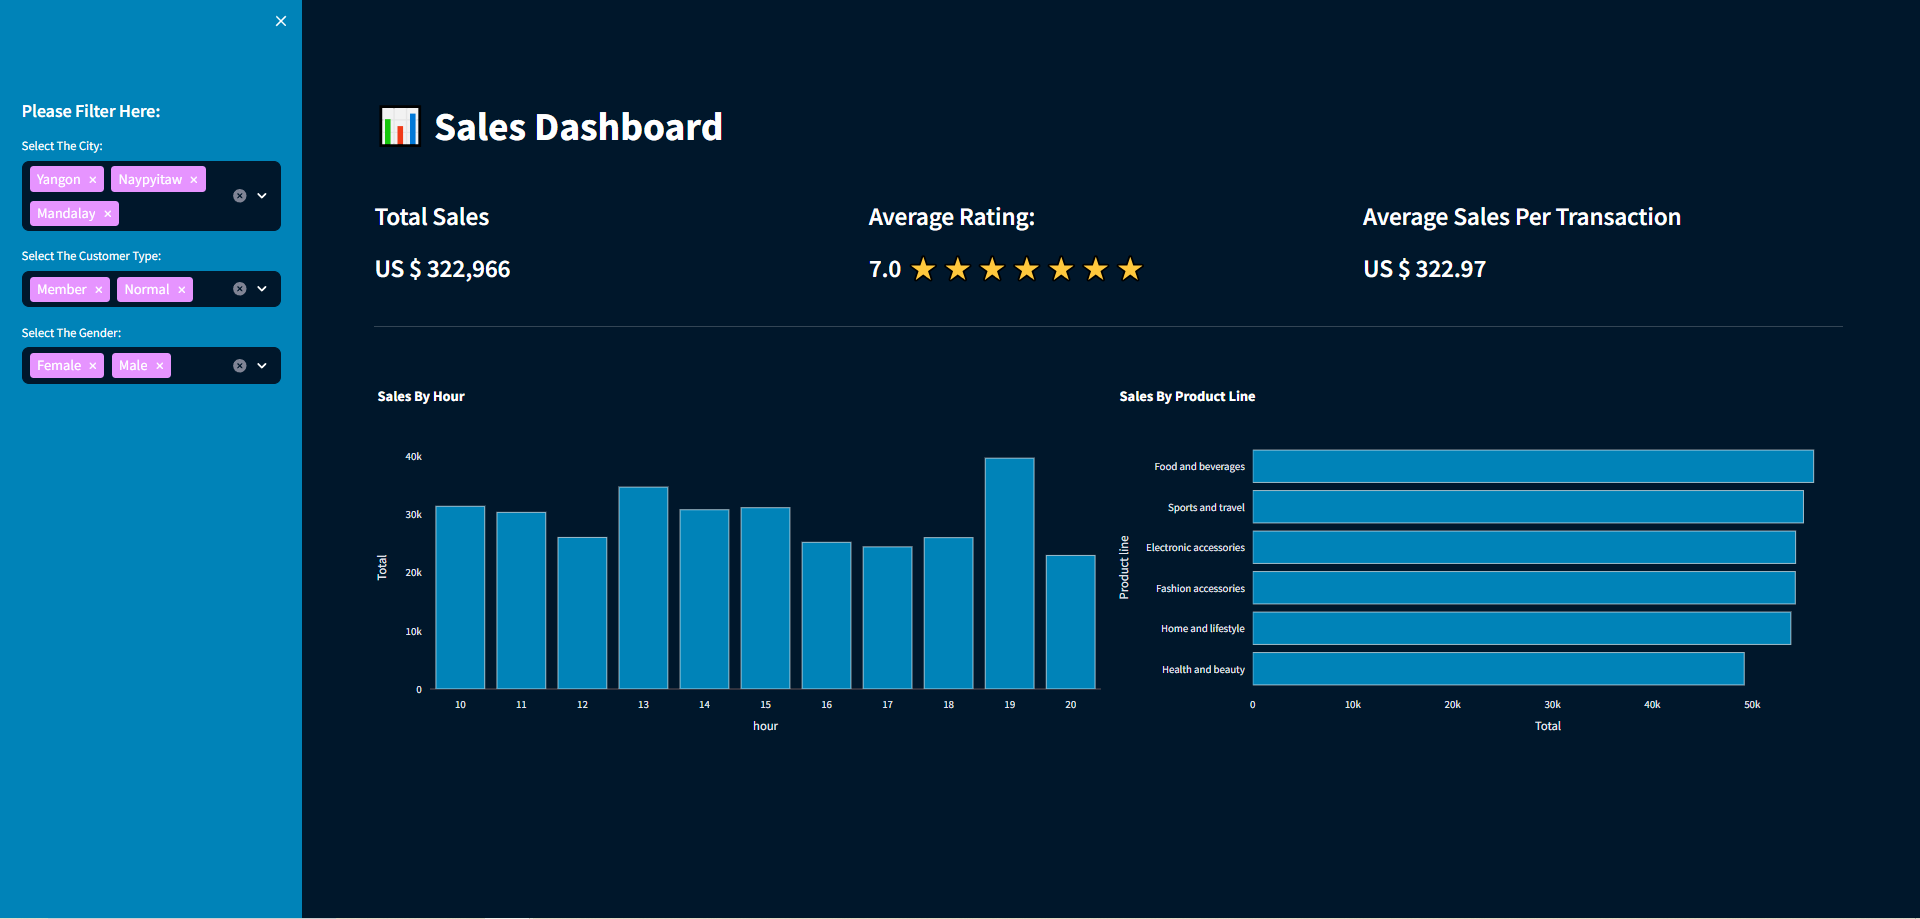 Please Filter Here:
Select The City:
Yangon × Naypyitaw ×
Mandalay ×
Select The Customer Type:
Member × Normal ×
Select The Gender:
Female × Male ×
Sales Dashboard
Total Sales
US $ 322,966
Average Rating:
7.0
Average Sales Per Transaction
US $ 322.97
Sales By Hour
40k
30k
20k
10k
0
Total
10 11 12 13 14 15 16 17 18 19 20
hour
Sales By Product Line
Food and beverages
Sports and travel
Electronic accessories
Fashion accessories
Home and lifestyle
Health and beauty
Product line
0 10k 20k 30k 40k 50k
Total